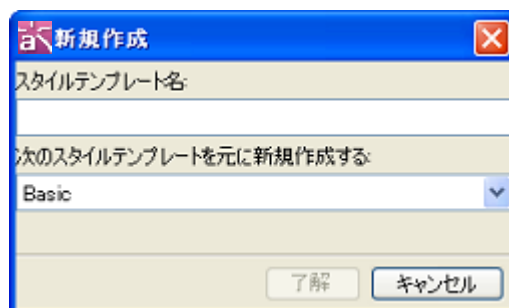 新規作成
スタイルテンプレート名:
次のスタイルテンプレートを元に新規作成する:
Basic
了解 キャンセル